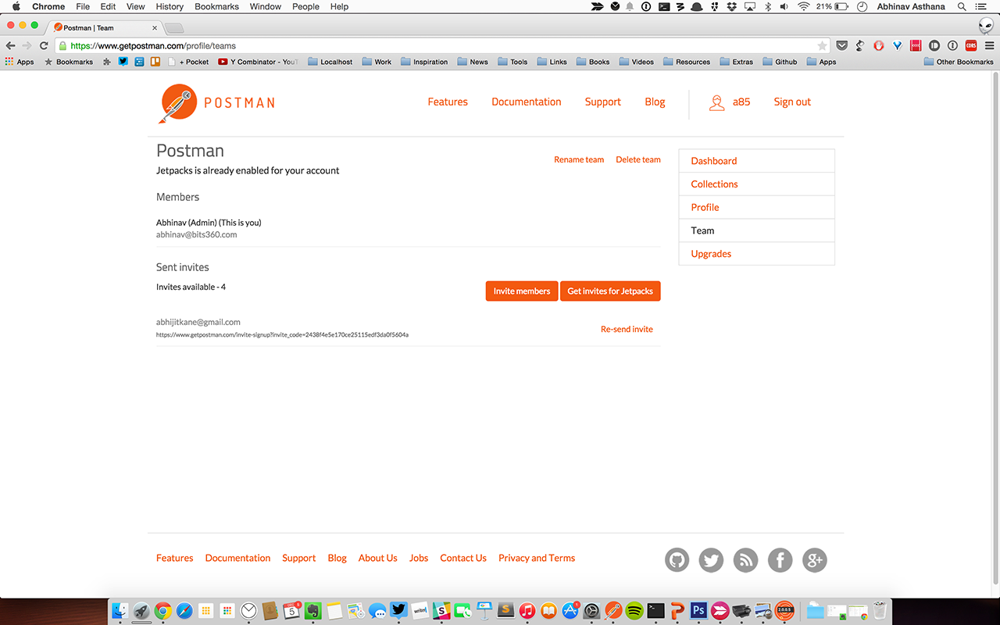 Chrome File Edit View History Bookmarks Window People Help 21% Abhinav Asthana
Postman | Team
https://www.getpostman.com/profile/teams
Apps Bookmarks + Pocket Y Combinator - YouT Localhost Work Inspiration News Tools Links Books Videos Resources Extras Github Apps Other Bookmarks
POSTMAN Features Documentation Support Blog a85 Sign out
Postman
Rename team Delete team
Jetpacks is already enabled for your account
Members
Abhinav (Admin) (This is you)
abhinav@bits360.com
Sent invites
Invites available - 4
Invite members Get invites for Jetpacks
abhijitkane@gmail.com
https://www.getpostman.com/invite-signup?invite_code=2438f4e5e170ce25115edf3da0f5604a
Re-send invite
Dashboard
Collections
Profile
Team
Upgrades
Features Documentation Support Blog About Us Jobs Contact Us Privacy and Terms